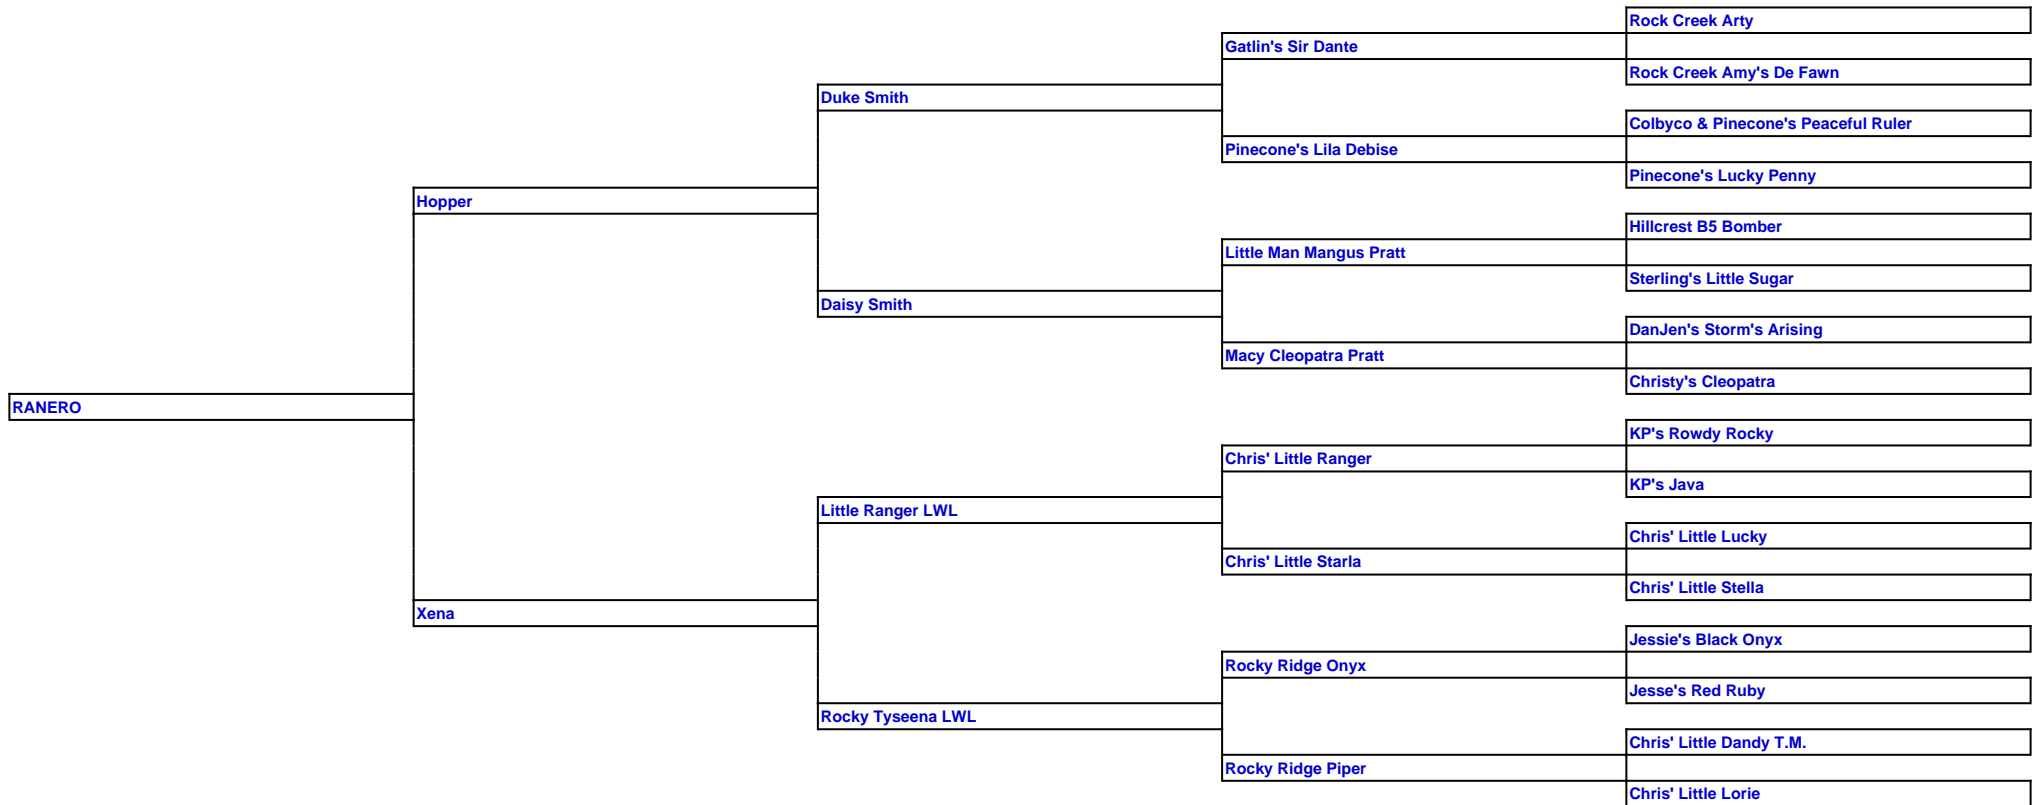 Rock Creek Arty
Gatlin's Sir Dante
Rock Creek Amy's De Fawn
Duke Smith
Colbyco & Pinecone's Peaceful Ruler
Pinecone's Lila Debise
Pinecone's Lucky Penny
Hopper
Hillcrest B5 Bomber
Little Man Mangus Pratt
Sterling's Little Sugar
Daisy Smith
DanJen's Storm's Arising
Macy Cleopatra Pratt
Christy's Cleopatra
RANERO
KP's Rowdy Rocky
Chris' Little Ranger
KP's Java
Little Ranger LWL
Chris' Little Lucky
Chris' Little Starla
Chris' Little Stella
Xena
Jessie's Black Onyx
Rocky Ridge Onyx
Jesse's Red Ruby
Rocky Tyseena LWL
Chris' Little Dandy T.M.
Rocky Ridge Piper
Chris' Little Lorie